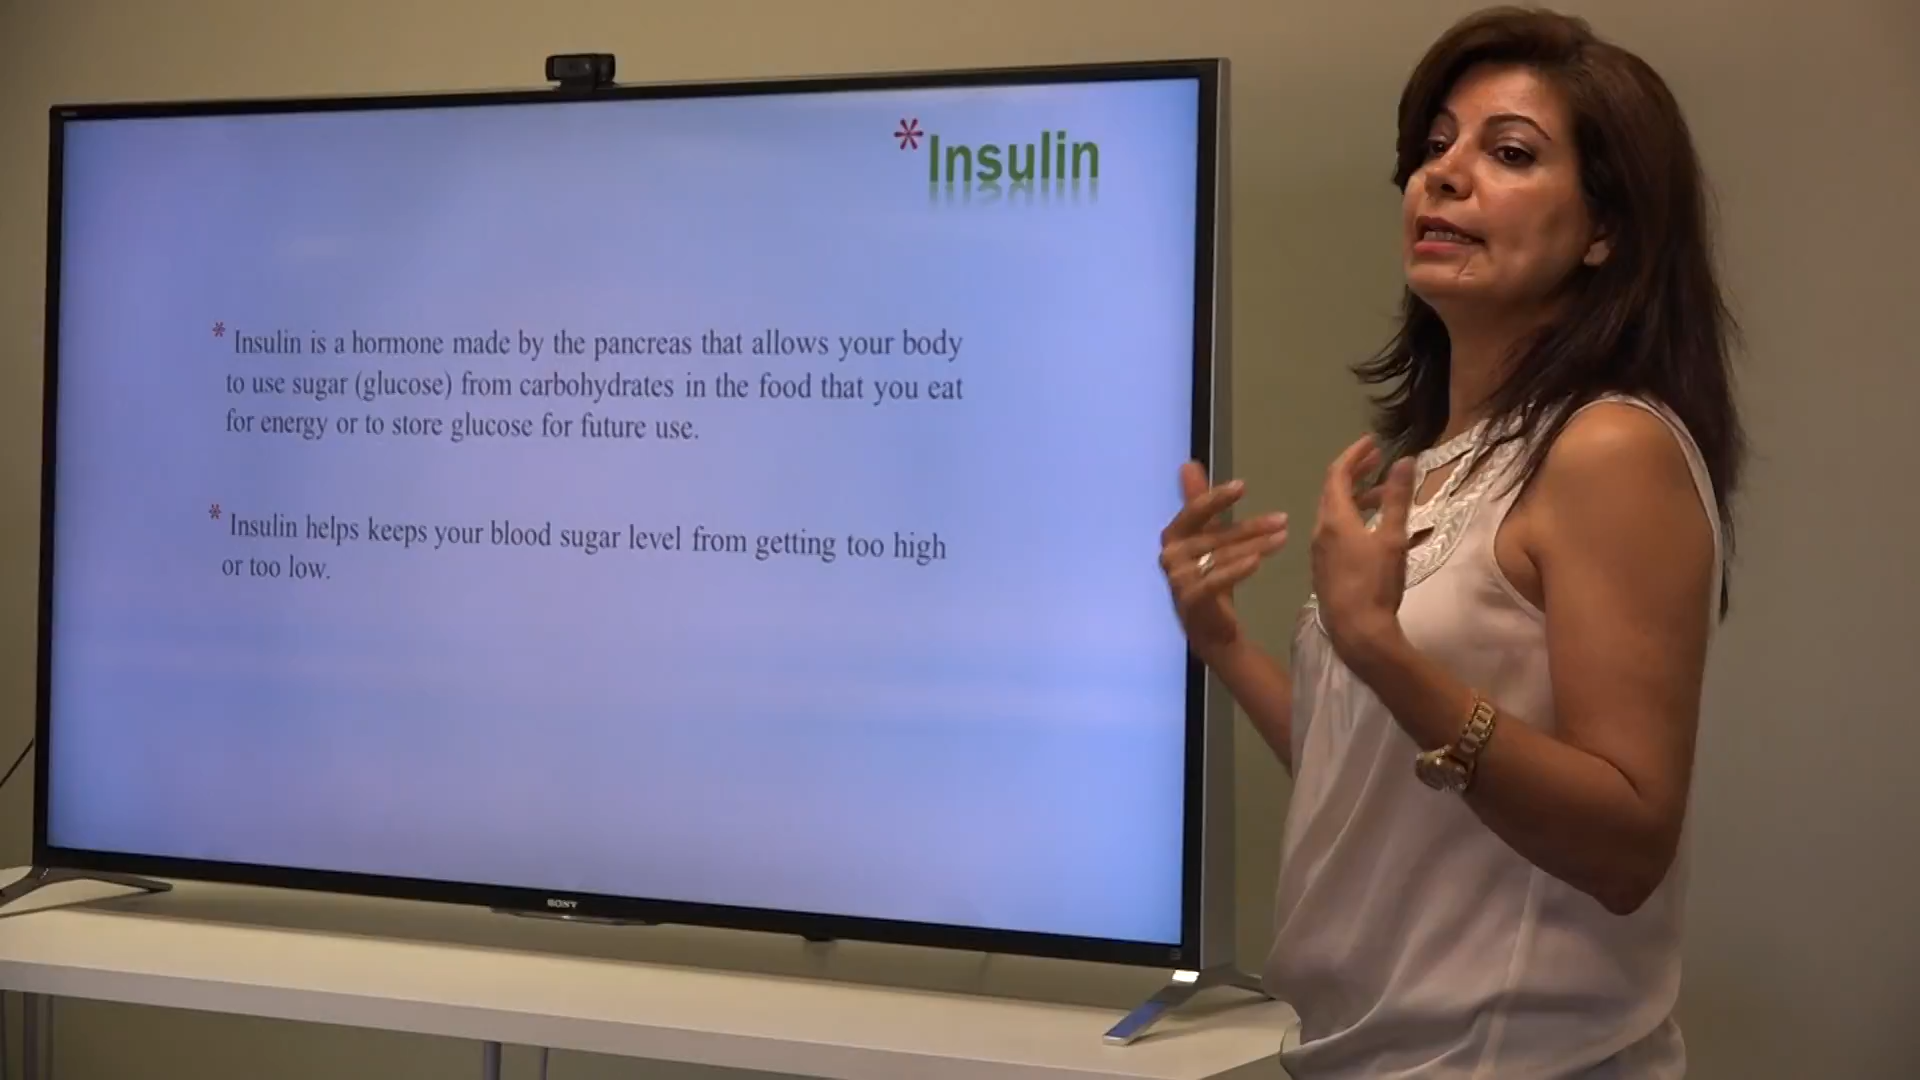 *Insulin
* Insulin is a hormone made by the pancreas that allows your body
to use sugar (glucose) from carbohydrates in the food that you eat
for energy or to store glucose for future use.
* Insulin helps keeps your blood sugar level from getting too high
or too low.
SONY